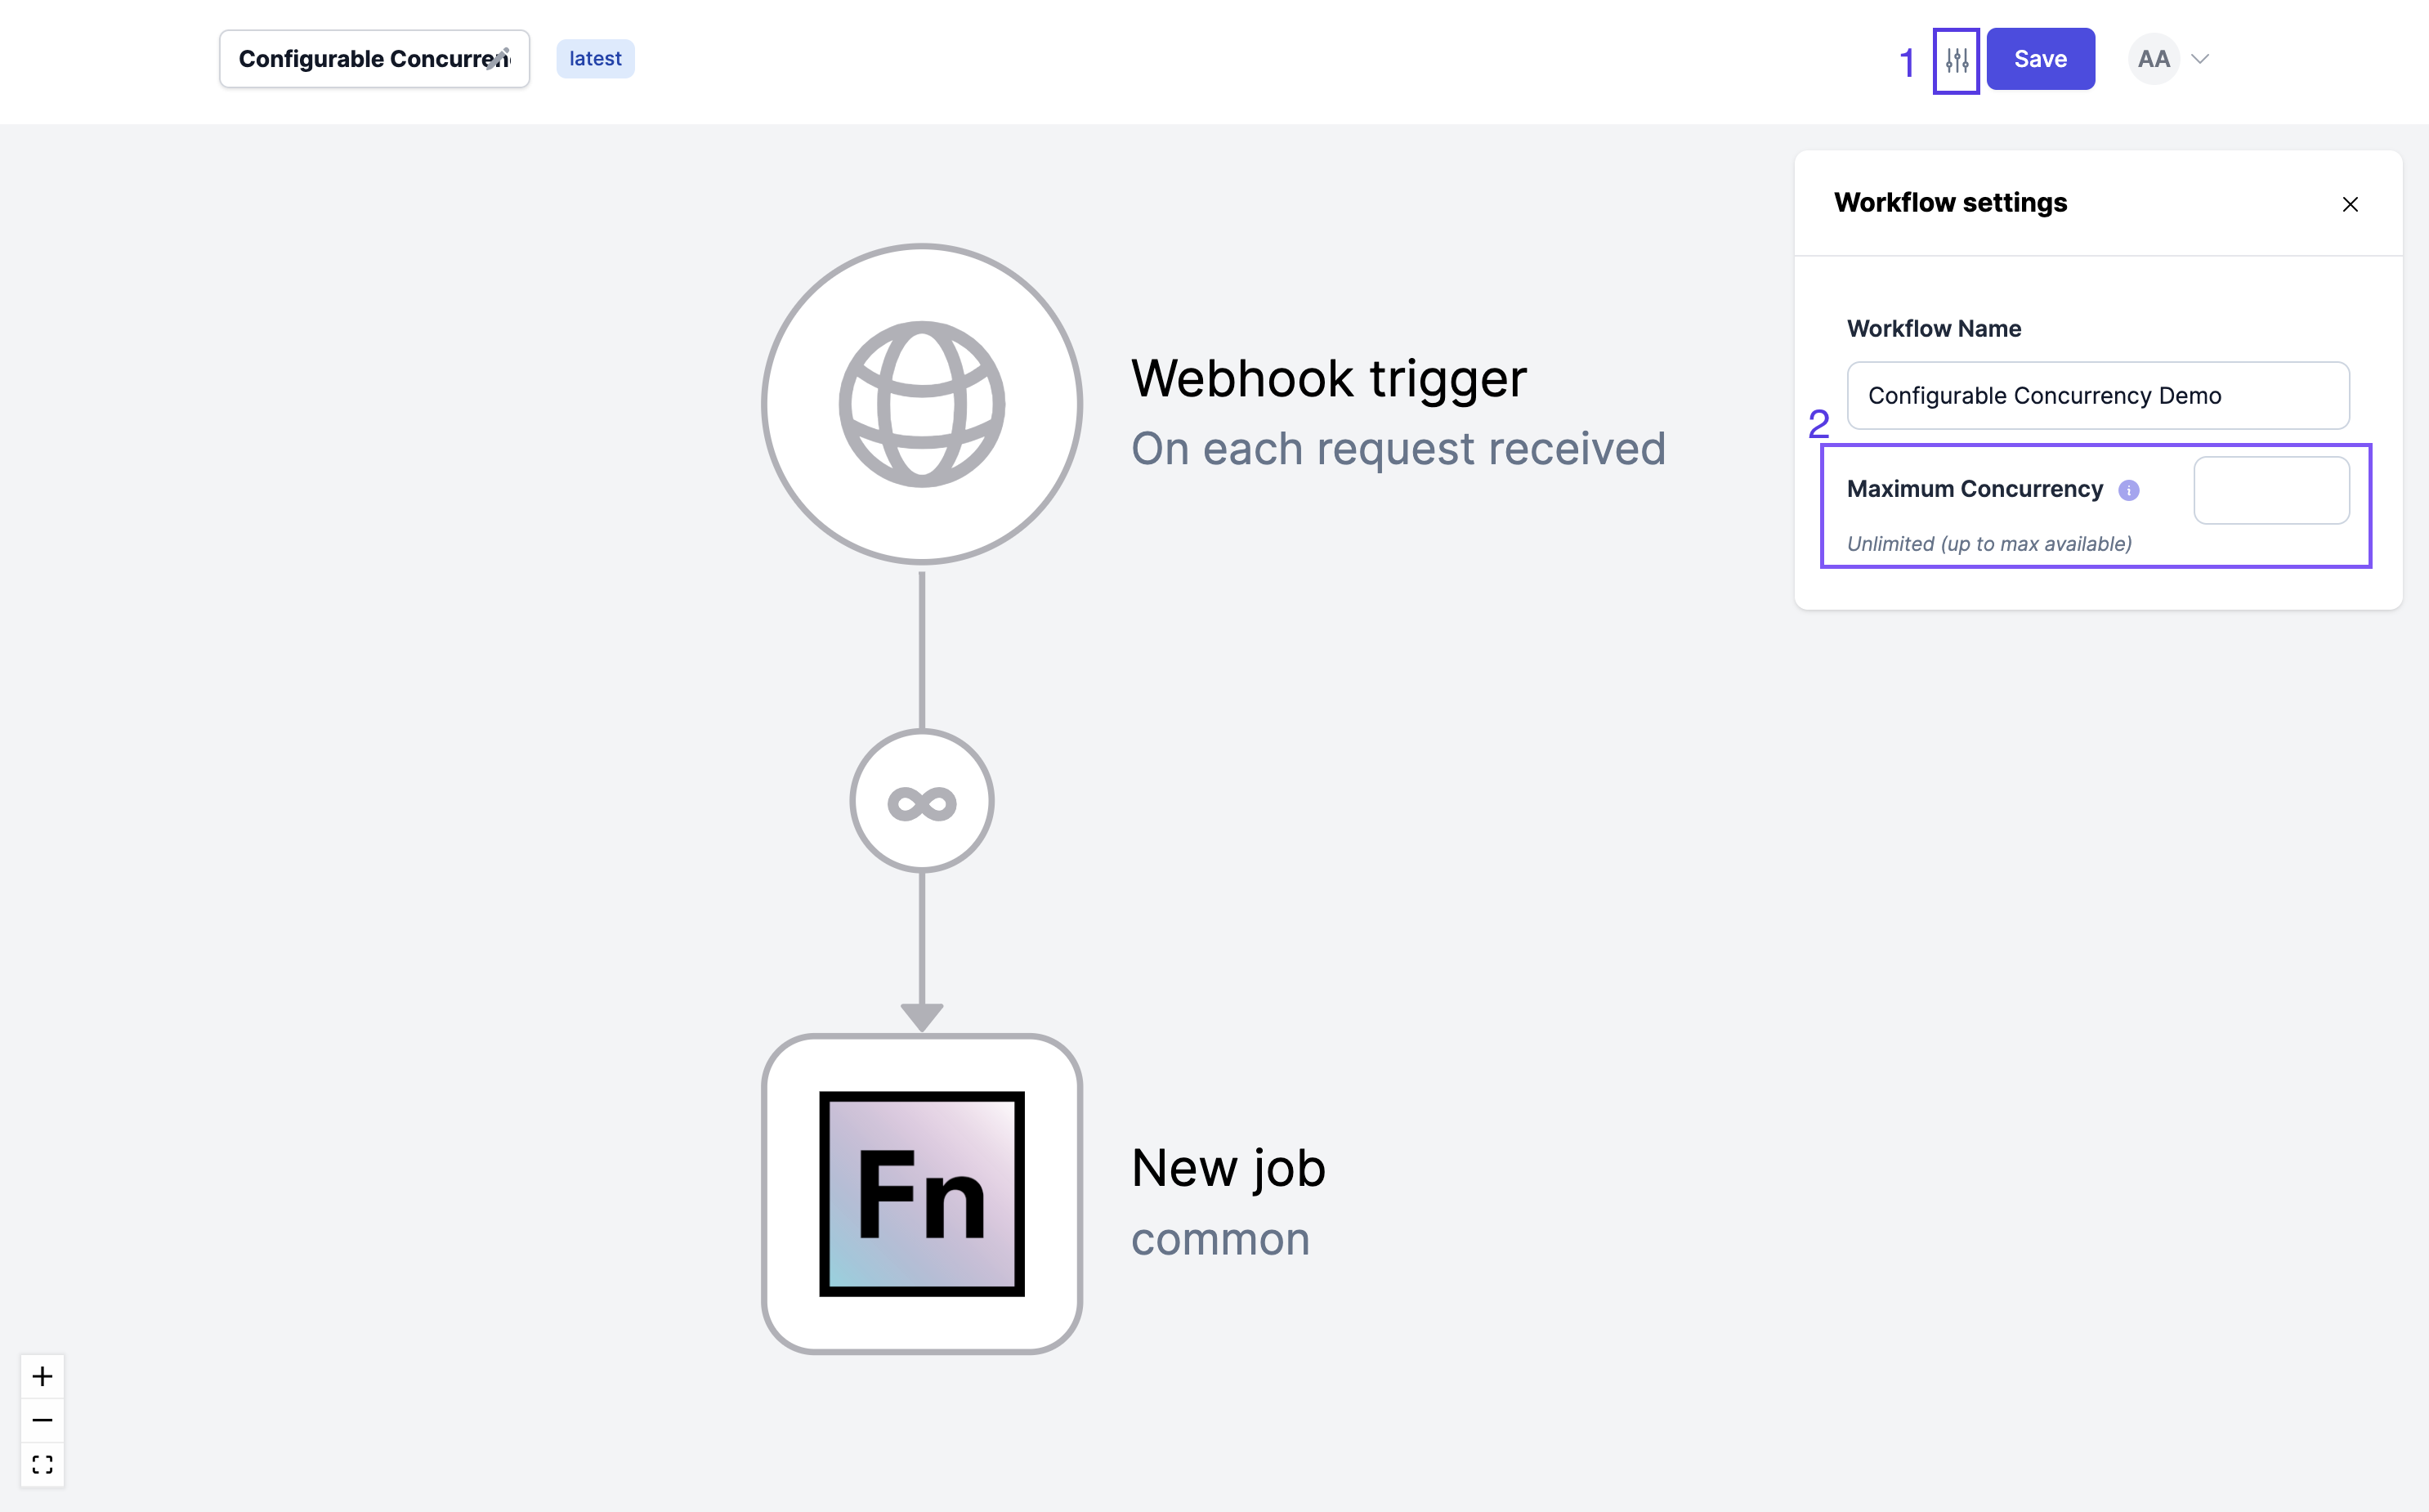 Configurable Concurren
latest
1
Save
AA
Workflow settings
Workflow Name
Configurable Concurrency Demo
2
Maximum Concurrency
i
Unlimited (up to max available)
Webhook trigger
On each request received
Fn
New job
common